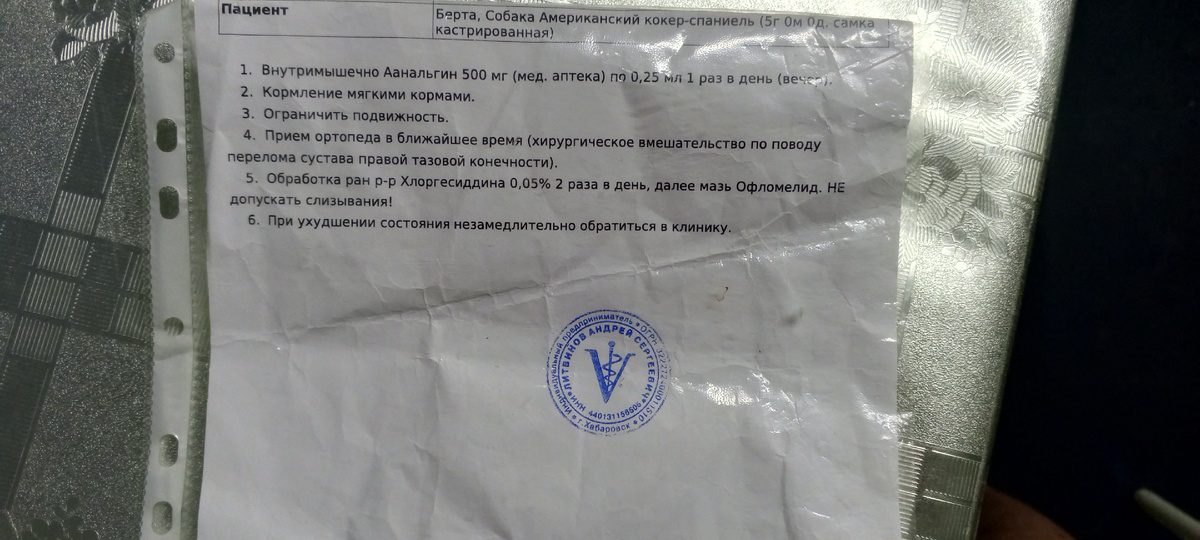 Пациент
Берта, Собака Американский кокер-спаниель (5г 0м 0д, самка
кастрированная)
1. Внутримышечно Аанальгин 500 мг (мед. аптека) по 0,25 мл 1 раз в день (вечер).
2. Кормление мягкими кормами.
3. Ограничить подвижность.
4. Прием ортопеда в ближайшее время (хирургическое вмешательство по поводу
перелома сустава правой тазовой конечности).
5. Обработка ран р-р Хлоргесиддина 0,05% 2 раза в день, далее мазь Офломелид. НЕ
допускать слизывания!
6. При ухудшении состояния незамедлительно обратиться в клинику.
Индивидуальный предприниматель * ОГРН
ЛИТВИНОВ АНДРЕЙ СЕРГЕЕВИЧ
ИНН
г. Хабаровск